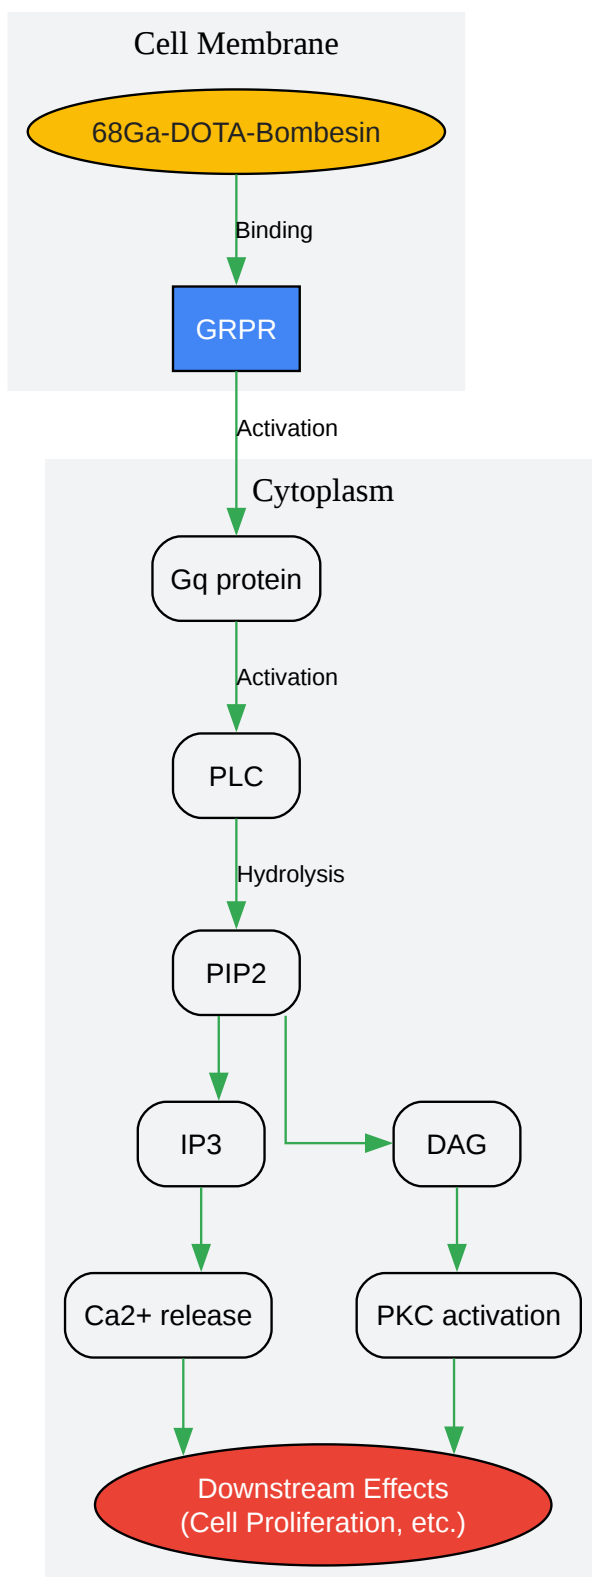 Cell Membrane
68Ga-DOTA-Bombesin
Binding
GRPR
Activation
Cytoplasm
Gq protein
Activation
PLC
Hydrolysis
PIP2
IP3
DAG
Ca2+ release
PKC activation
Downstream Effects
(Cell Proliferation, etc.)